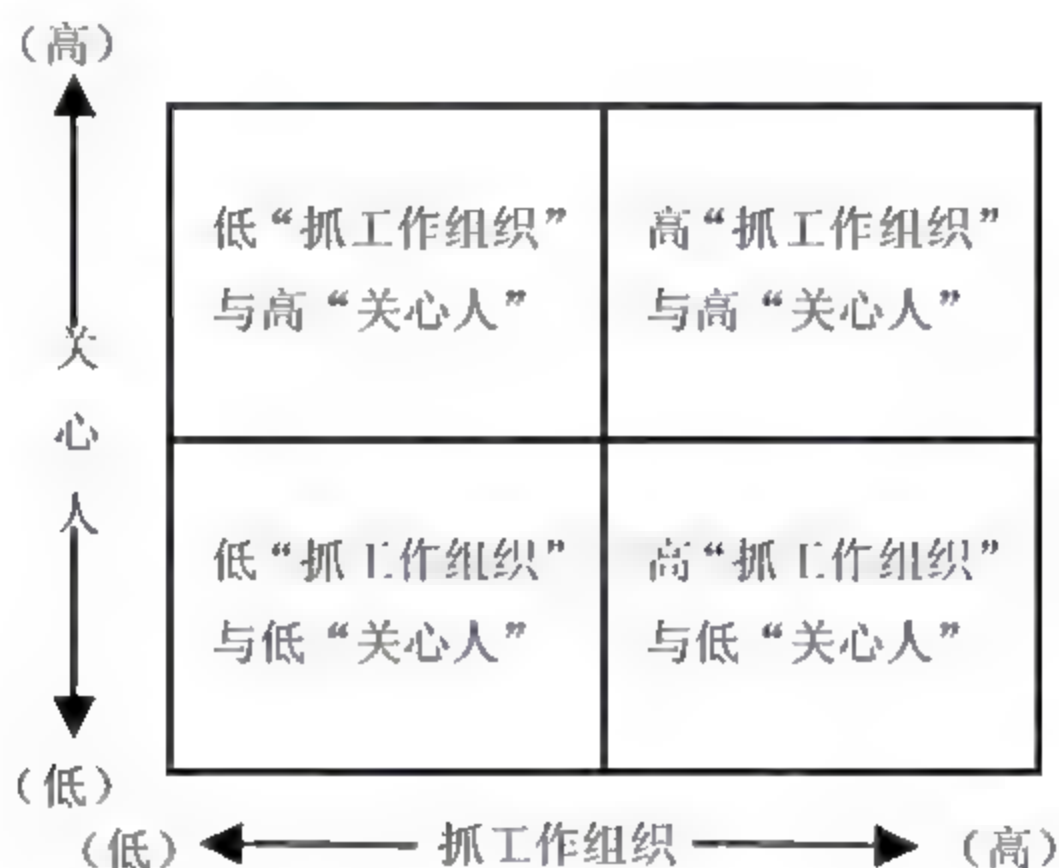 （高）
低“抓工作组织”
与高“关心人”
高“抓工作组织”
与高“关心人”
关
心
人
低“抓工作组织”
与低“关心人”
高“抓工作组织”
与低“关心人”
（低）
（低）
抓工作组织
（高）